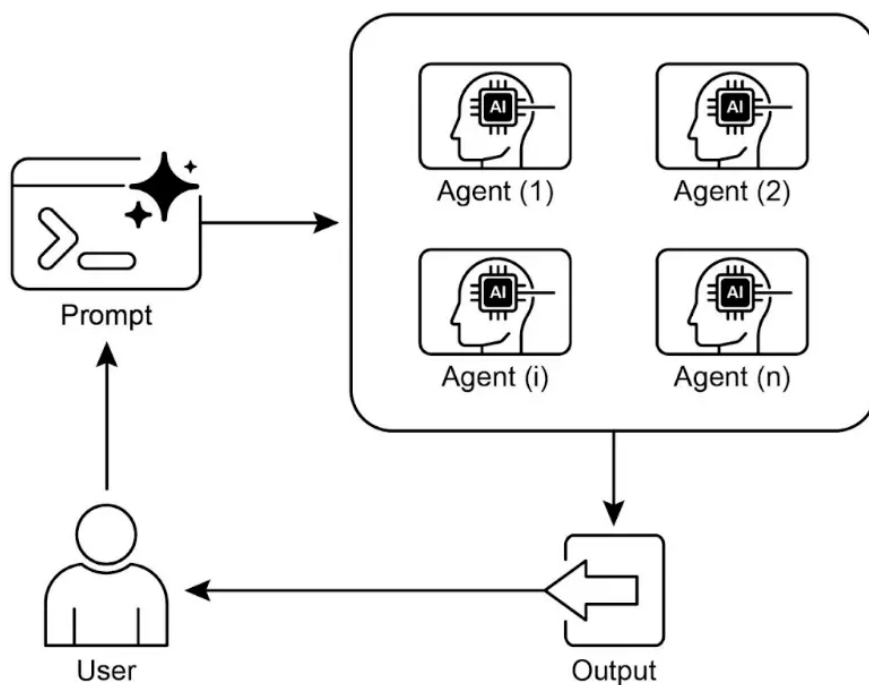 AI
AI
Agent (1)
Agent (2)
AI
AI
Prompt
Agent (i)
Agent (n)
User
Output